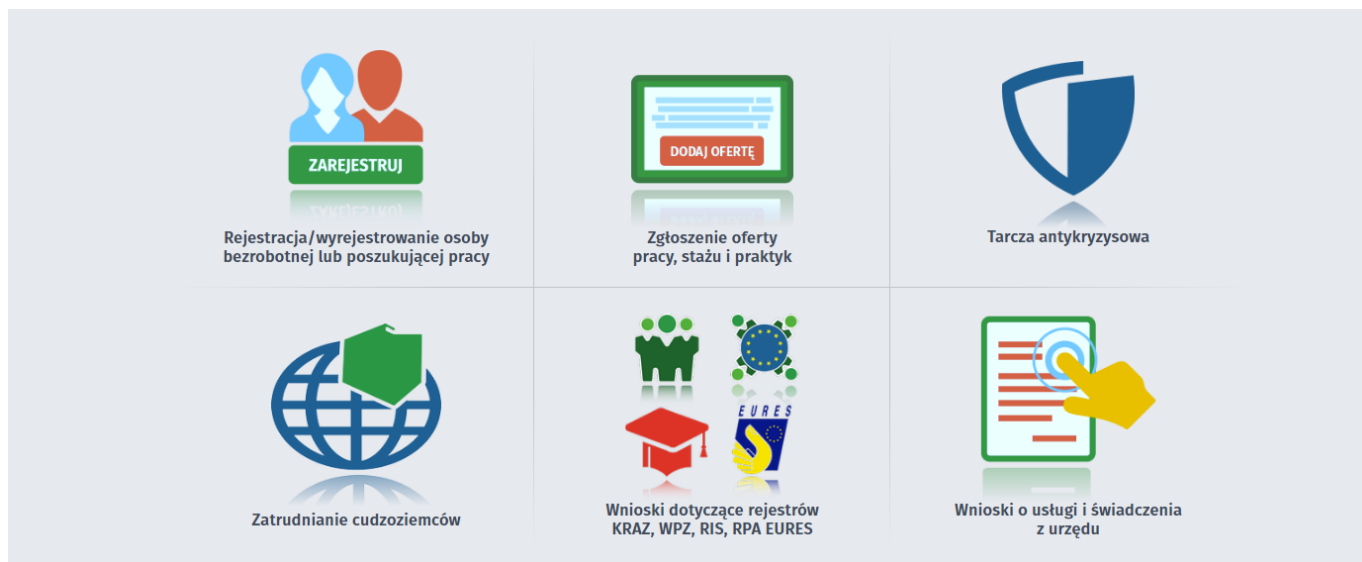 ZAREJESTRUJ
Rejestracja/wyrejestrowanie osoby
bezrobotnej lub poszukującej pracy
DODAJ OFERTĘ
Zgłoszenie oferty
pracy, stażu i praktyk
Tarcza antykryzysowa
Zatrudnianie cudzoziemców
EURES
Wnioski dotyczące rejestrów
KRAZ, WPZ, RIS, RPA EURES
Wnioski o usługi i świadczenia
z urzędu